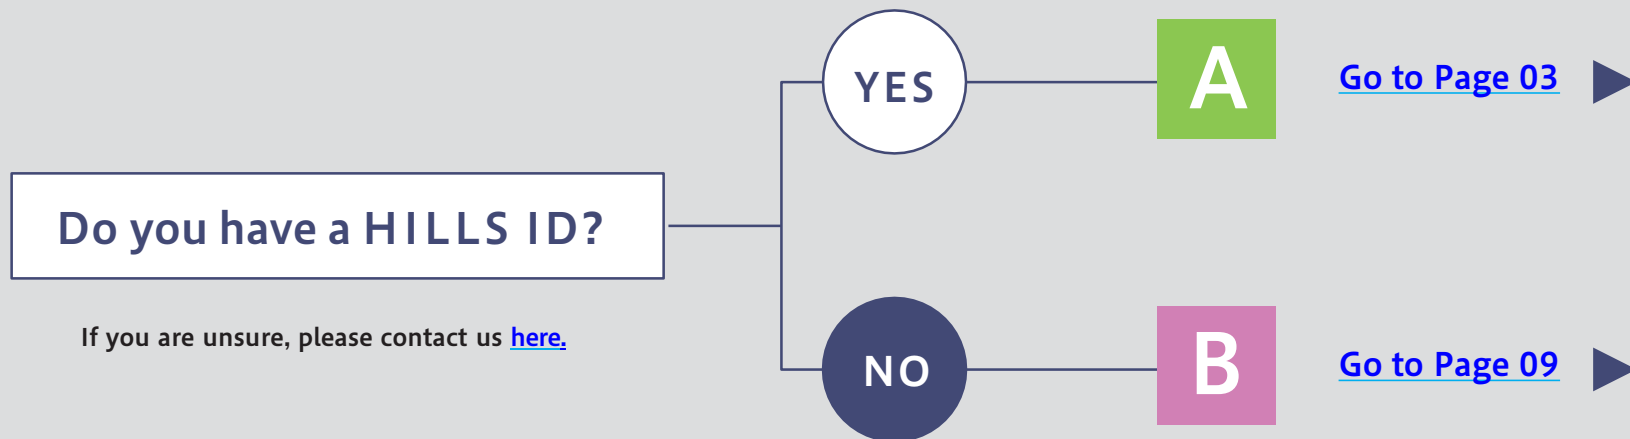 YES
A
Go to Page 03
Do you have a HILLS ID?
If you are unsure, please contact us here.
NO
B
Go to Page 09